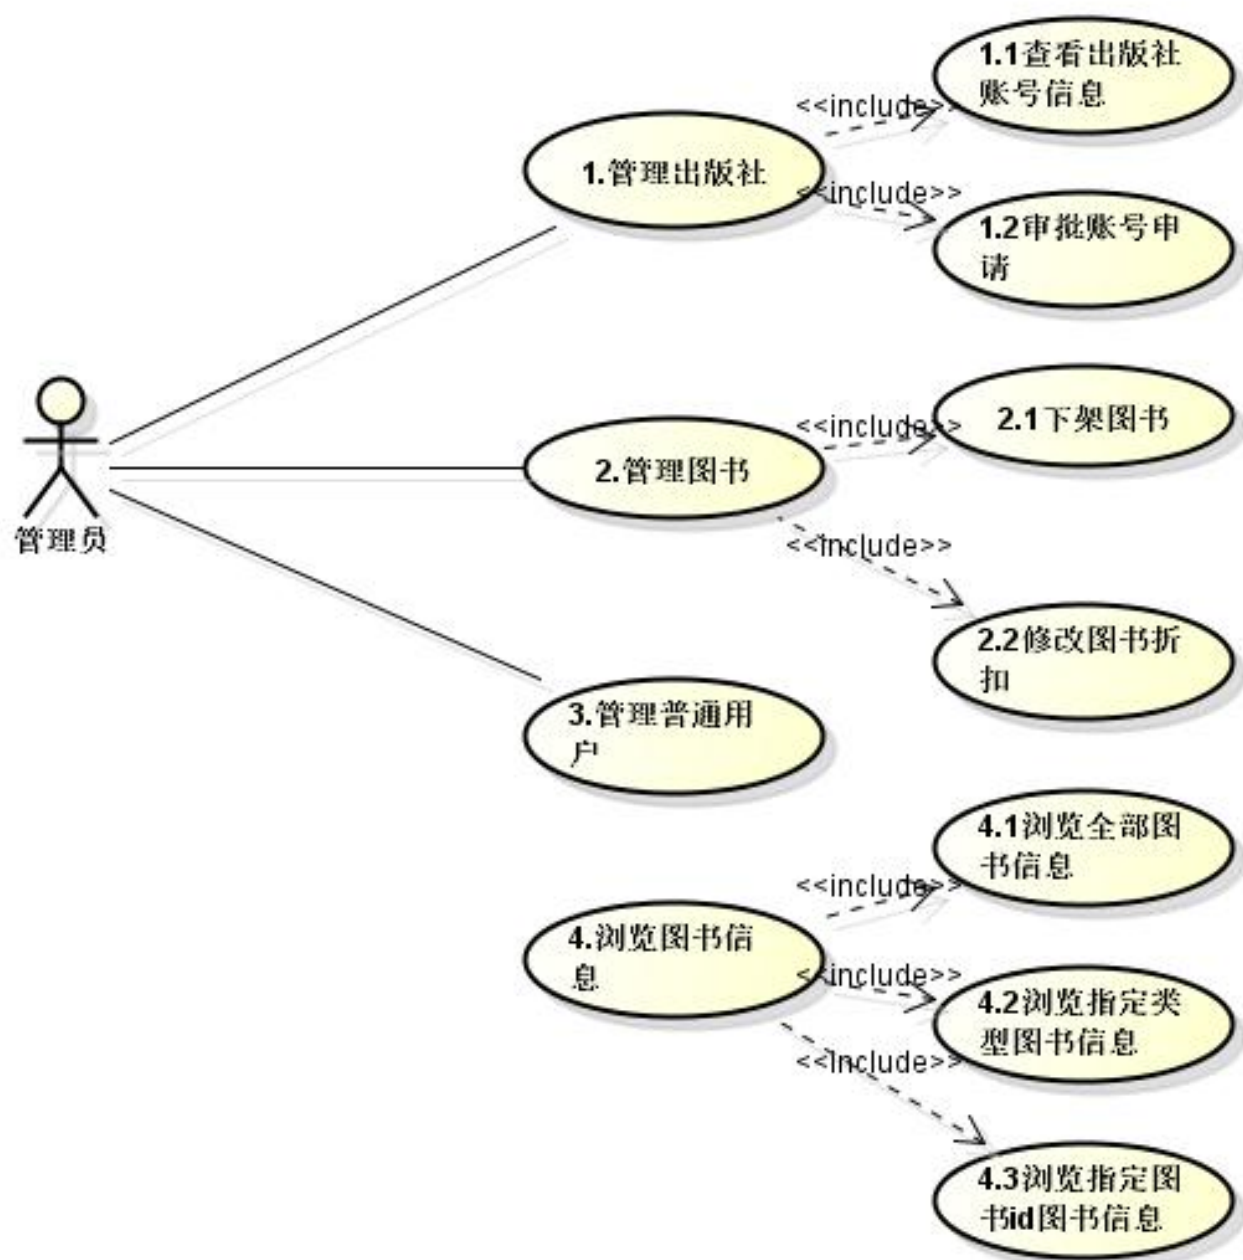 1.1查看出版社
账号信息
<<include>>
1.管理出版社
<<include>>
1.2审批账号申
请
<<include>>
2.1下架图书
2.管理图书
管理员
<<include>>
2.2修改图书折
扣
3.管理普通用
户
4.1浏览全部图
书信息
<<include>>
4.浏览图书信
息
<<include>>
4.2浏览指定类
型图书信息
<<include>>
4.3浏览指定图
书id图书信息